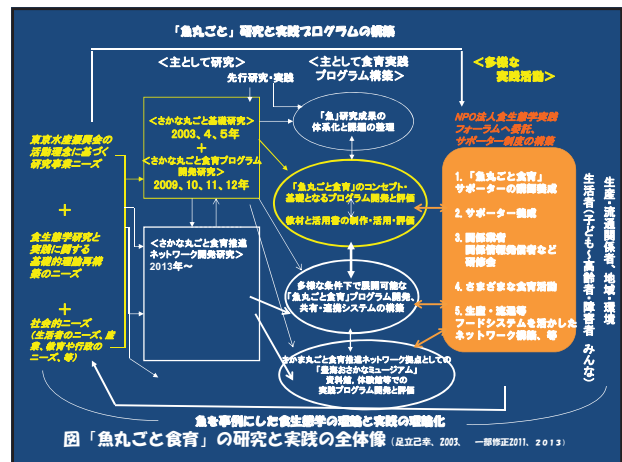 「魚丸ごと」研究と実践プログラムの構築
＜主として研究＞
先行研究・実践
＜主として食育実践
プログラム構築＞
＜多様な
実践活動＞
東京水産振興会の
活動理念に基づく
研究事業ニーズ
＋
食生態学研究と
実践に関する
基礎的理論再構
築のニーズ
＋
社会的ニーズ
(生活者のニーズ、産
業、教育や行政の
ニーズ、等)
＜さかな丸ごと基礎研究＞
2003、4、5年
＋
＜さかな丸ごと食育プログラム
開発研究＞
2009、10、11、12年
＜さかな丸ごと食育推進
ネットワーク開発研究＞
2013年～
「魚」研究成果の
体系化と課題の整理
「魚丸ごと食育」のコンセプト・
基礎となるプログラム開発と評価
教材と活用書の制作・活用・評価
多様な条件下で展開可能な
「魚丸ごと食育」プログラム開発、
共有・連携システムの構築
さかま丸ごと食育推進ネットワーク拠点としての
「豊海おさかなミュージアム」
資料館，体験館等での
実践プログラム開発と評価
NPO法人食生態学実践
フォーラムへ委託、
サポーター制度の構築
1. 「魚丸ごと食育」
サポーターの講師養成
2. サポーター養成
3. 関係業者
関係情報発信者など
研修会
4. さまざまな食育活動
5. 生産・流通等
フードシステムを活かした
ネットワーク構築、等
生産・流通関係者、地域・環境
生活者(子ども～高齢者・障害者 みんな)
魚を事例にした食生態学の理論と実践の理論化
図「魚丸ごと食育」の研究と実践の全体像（足立己幸、2003、 一部修正2011、2013）